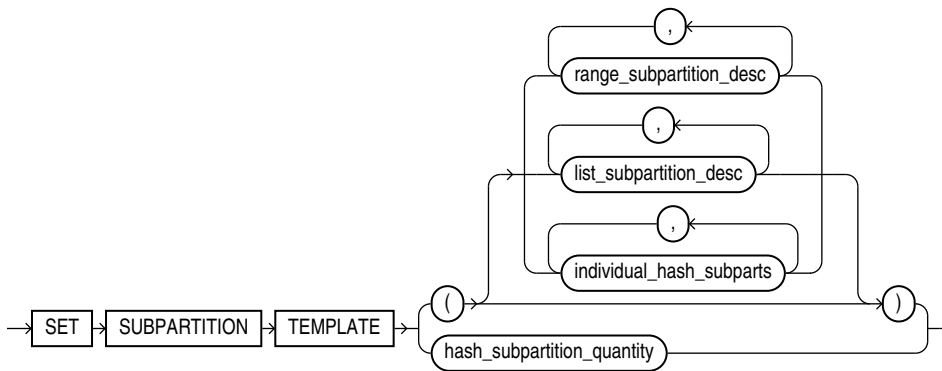 ,
range_subpartition_desc
,
list_subpartition_desc
,
individual_hash_subparts
( )
SET SUBPARTITION TEMPLATE
hash_subpartition_quantity